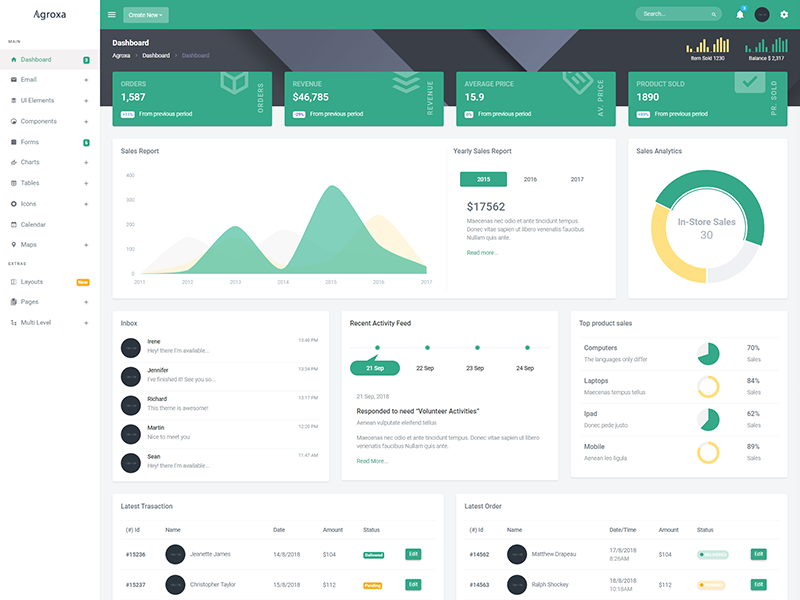 Agroxa
Create New
Search...
MAIN
Dashboard 3
Email +
UI Elements +
Components +
Forms 6
Charts +
Tables +
Icons +
Calendar
Maps +
EXTRAS
Layouts New
Pages +
Multi Level +
Dashboard
Agroxa > Dashboard > Dashboard
Item Sold 1230
Balance $ 2,317
ORDERS
1,587
From previous period
ORDERS
REVENUE
$46,785
-29% From previous period
REVENUE
AVERAGE PRICE
15.9
0% From previous period
AV. PRICE
PRODUCT SOLD
1890
From previous period
PR. SOLD
Sales Report
400
300
200
100
0
2011 2012 2013 2014 2015 2016 2017
Yearly Sales Report
2015 2016 2017
$17562
Maecenas nec odio et ante tincidunt tempus.
Donec vitae sapien ut libero venenatis faucibus
Nullam quis ante.
Read more...
Sales Analytics
In-Store Sales
30
Inbox
Irene 13:40 PM
Hey! there I'm available...
Jennifer 13:34 PM
I've finished it! See you so...
Richard 13:17 PM
This theme is awesome!
Martin 12:20 PM
Nice to meet you
Sean 11:47 AM
Hey! there I'm available...
Recent Activity Feed
21 Sep 22 Sep 23 Sep 24 Sep
21 Sep, 2018
Responded to need "Volunteer Activities"
Aenean vulputate eleifend tellus
Maecenas nec odio et ante tincidunt tempus. Donec vitae sapien ut libero
venenatis faucibus Nullam quis ante.
Read More...
Top product sales
Computers 70%
The languages only differ Sales
Laptops 84%
Maecenas tempus tellus Sales
Ipad 62%
Donec pede justo Sales
Mobile 89%
Aenean leo ligula Sales
Latest Trasaction
(#) Id Name Date Amount Status
#15236 Jeanette James 14/8/2018 $104 Delivered Edit
#15237 Christopher Taylor 15/8/2018 $112 Pending Edit
Latest Order
(#) Id Name Date/Time Amount Status
#14562 Matthew Drapeau 17/8/2018 8:26AM $104 Edit
#14563 Ralph Shockey 18/8/2018 10:18AM $112 Edit